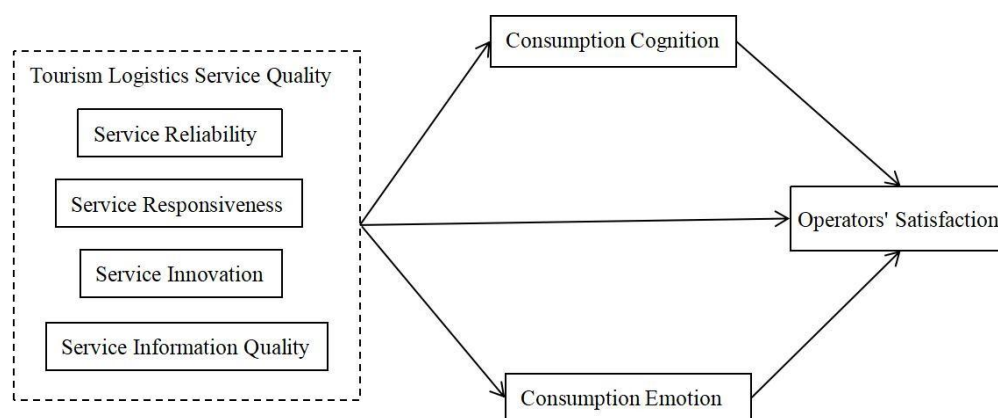 Consumption Cognition
Tourism Logistics Service Quality
Service Reliability
Service Responsiveness
Service Innovation
Service Information Quality
Operators' Satisfaction
Consumption Emotion